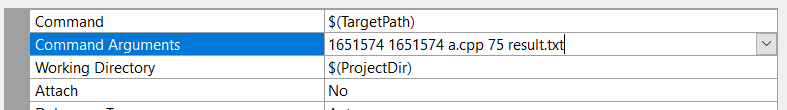 Command $(TargetPath)
Command Arguments 1651574 1651574 a.cpp 75 result.txt
Working Directory $(ProjectDir)
Attach No